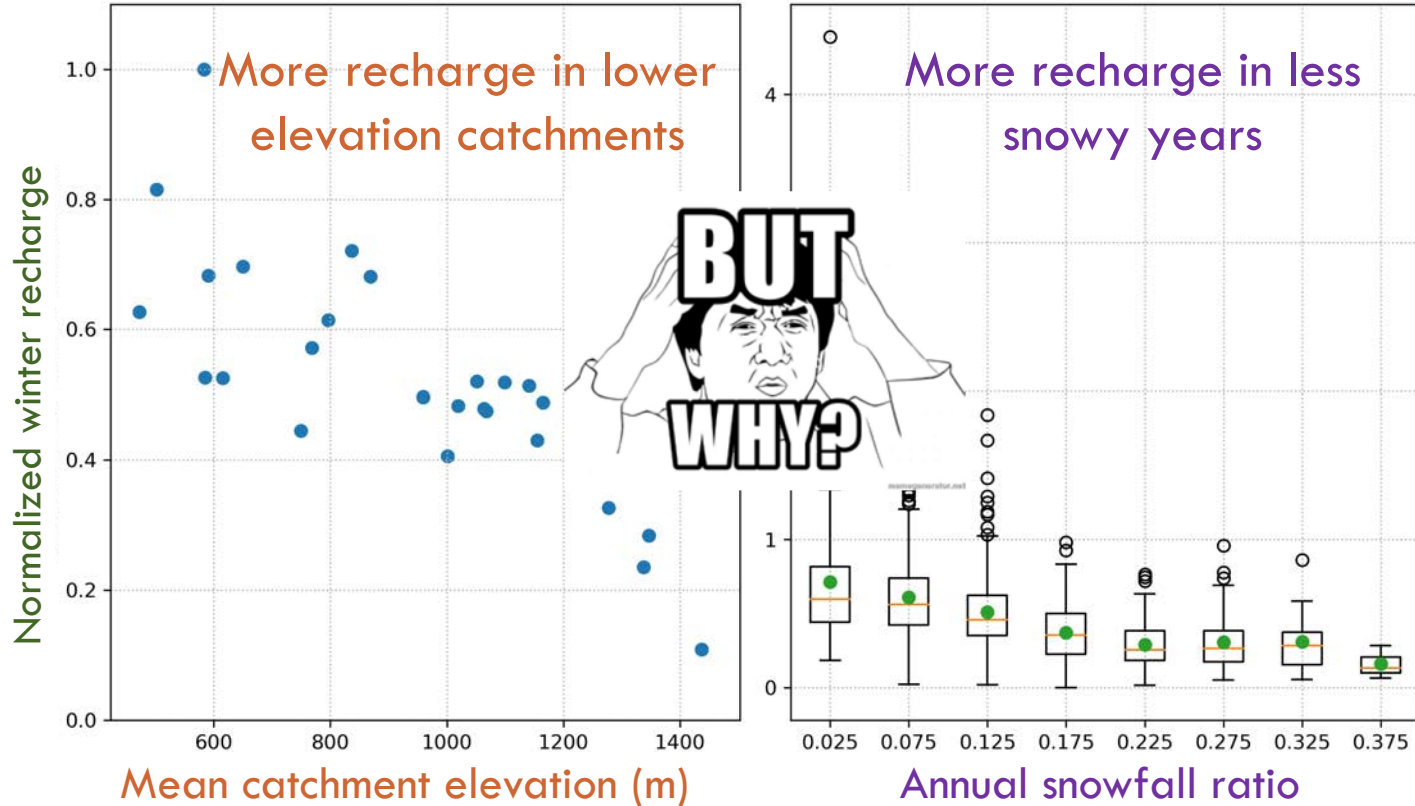 More recharge in lower
elevation catchments
More recharge in less
snowy years
Normalized winter recharge
1.0
0.8
0.6
0.4
0.2
0.0
600
800
1000
1200
1400
Mean catchment elevation (m)
BUT
WHY?
memegenerator.net
4
1
0
0.025
0.075
0.125
0.175
0.225
0.275
0.325
0.375
Annual snowfall ratio